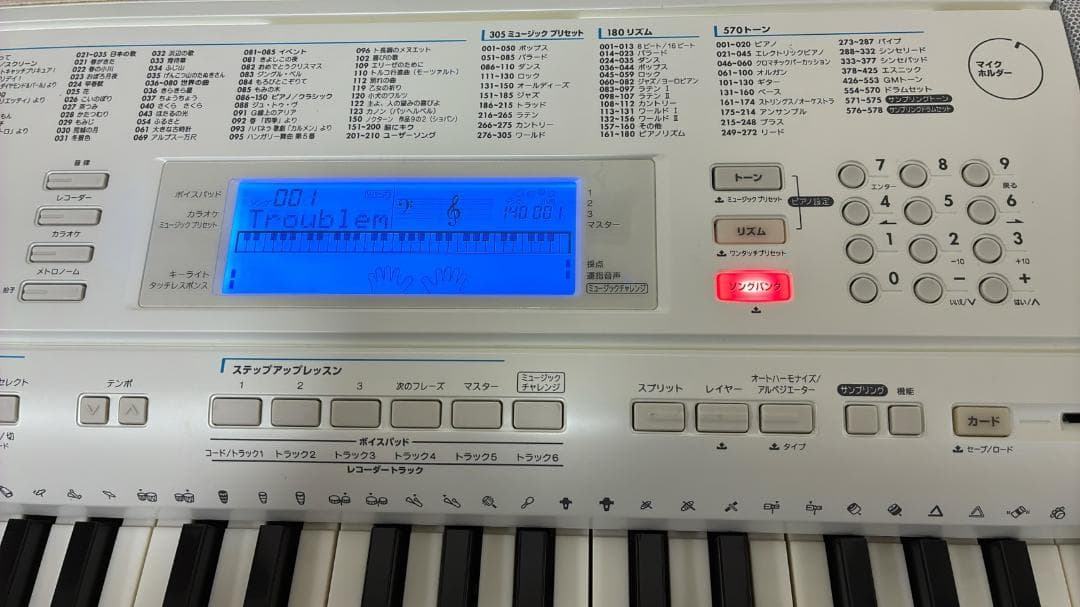 305 ミュージック プリセット
180 リズム
570 トーン
021-035 日本の歌
021 春がきた
022 春の小川
023 おぼろ月夜
024 早春賦
025 花
026 こいのぼり
027 茶つみ
028 かたつむり
029 もみじ
030 荒城の月
031 冬景色
032 浜辺の歌
033 宵待草
034 ふじ山
035 げんこつ山のたぬきさん
036-080 世界の曲
036 きらきら星
037 ちょうちょう
040 さくら さくら
043 ほたるの光
054 ふるさと
061 大きな古時計
069 アルプス一万尺
081-085 イベント
081 きよしこの夜
082 おめでとうクリスマス
083 ジングル・ベル
084 もろびとこぞりて
085 もみの木
086-150 ピアノ/クラシック
088 ジュ・トゥ・ヴ
091 G線上のアリア
092 春「四季」より
093 ハバネラ 歌劇「カルメン」より
095 ハンガリー舞曲 第5番
096 ト長調のメヌエット
102 喜びの歌
109 エリーゼのために
110 トルコ行進曲（モーツァルト）
112 別れの曲
119 乙女の祈り
120 小犬のワルツ
122 主よ、人の望みの喜びよ
123 カノン（パッヘルベル）
150 ノクターン 作品9の2（ショパン）
151-200 脳にキク
201-210 ユーザーソング
001-050 ポップス
051-085 バラード
086-110 ダンス
111-130 ロック
131-150 オールディーズ
151-185 ジャズ
186-215 トラッド
216-265 ラテン
266-275 カントリー
276-305 ワールド
001-013 8ビート/16ビート
014-023 バラード
024-035 ダンス
036-044 ポップス
045-059 ロック
060-082 ジャズ/ヨーロピアン
083-097 ラテン I
098-107 ラテン II
108-112 カントリー
113-131 ワールド I
132-156 ワールド II
157-160 その他
161-180 ピアノリズム
001-020 ピアノ
021-045 エレクトリックピアノ
046-060 クロマチックパーカッション
061-100 オルガン
101-130 ギター
131-160 ベース
161-174 ストリングス/オーケストラ
175-214 アンサンブル
215-248 ブラス
249-272 リード
273-287 パイプ
288-332 シンセリード
333-377 シンセパッド
378-425 エスニック
426-553 GMトーン
554-570 ドラムセット
571-575 サンプリングトーン
576-578 サンプリングドラムセット
マイク
ホルダー
音律
レコーダー
カラオケ
メトロノーム
拍子
ボイスパッド
カラオケ
ミュージック プリセット
キーライト
タッチレスポンス
ソング 001
Troublem
140 001
1
2
3
マスター
採点
運指音声
ミュージックチャレンジ
トーン
ミュージック プリセット
ピアノ設定
リズム
ワンタッチプリセット
ソングバンク
7
8
9
エンター
戻る
4
5
6
1
2
3
-10
+10
0
−
+
いいえ/∨
はい/∧
テンポ
ステップアップレッスン
1
2
3
次のフレーズ
マスター
ミュージック
チャレンジ
ボイスパッド
コード/トラック1
トラック2
トラック3
トラック4
トラック5
トラック6
レコーダートラック
スプリット
レイヤー
オートハーモナイズ/
アルペジエーター
タイプ
サンプリング
機能
カード
セーブ/ロード